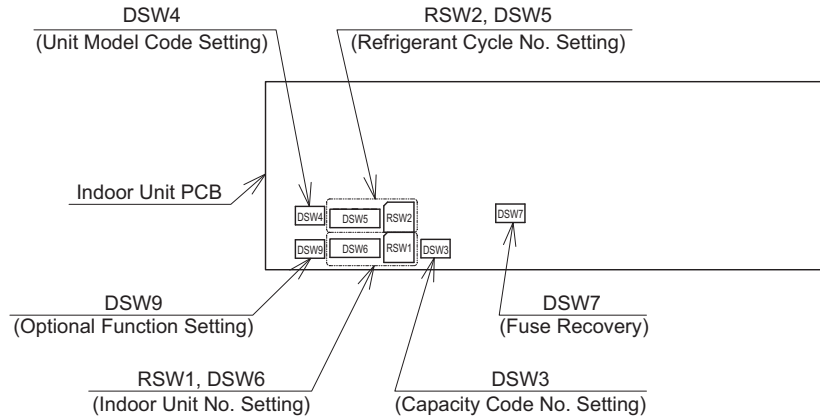 DSW4
(Unit Model Code Setting)
RSW2, DSW5
(Refrigerant Cycle No. Setting)
Indoor Unit PCB
DSW4
DSW5
RSW2
DSW7
DSW9
DSW6
RSW1
DSW3
DSW9
(Optional Function Setting)
DSW7
(Fuse Recovery)
RSW1, DSW6
(Indoor Unit No. Setting)
DSW3
(Capacity Code No. Setting)